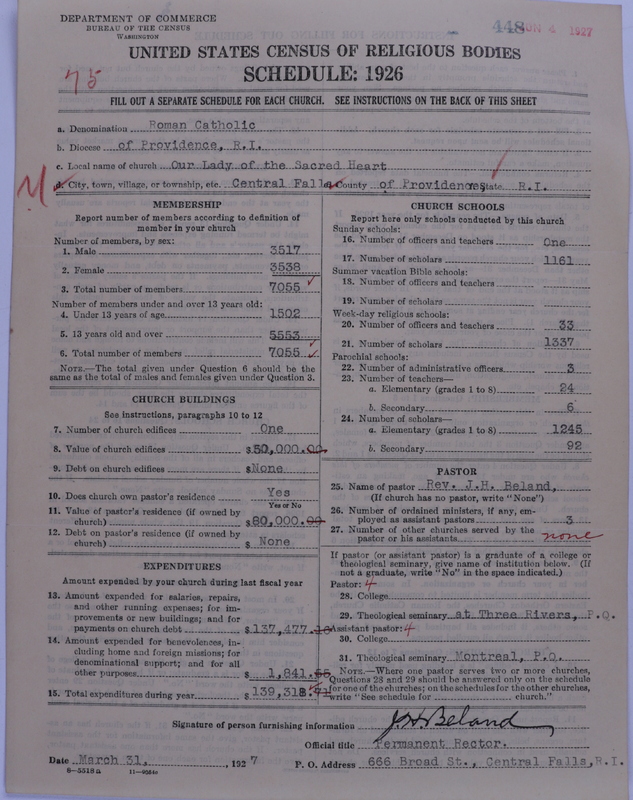 DEPARTMENT OF COMMERCE
BUREAU OF THE CENSUS
WASHINGTON
448
4 1927
UNITED STATES CENSUS OF RELIGIOUS BODIES
SCHEDULE: 1926
75
FILL OUT A SEPARATE SCHEDULE FOR EACH CHURCH. SEE INSTRUCTIONS ON THE BACK OF THIS SHEET
a. Denomination Roman Catholic
b. Diocese of Providence, R.I.
c. Local name of church Our Lady of the Sacred Heart
d. City, town, village, or township, etc. Central Falls County of Providence, State R.I.
MEMBERSHIP
Report number of members according to definition of
member in your church
Number of members, by sex:
1. Male 3517
2. Female 3538
3. Total number of members 7055
Number of members under and over 13 years old:
4. Under 13 years of age 1502
5. 13 years old and over 5553
6. Total number of members 7055
NOTE.—The total given under Question 6 should be
the same as the total of males and females given under Question 3.
CHURCH BUILDINGS
See instructions, paragraphs 10 to 12
7. Number of church edifices One
8. Value of church edifices $50,000.00
9. Debt on church edifices $None
10. Does church own pastor's residence Yes
Yes or No
11. Value of pastor's residence (if owned by
church) $80,000.00
12. Debt on pastor's residence (if owned by
church) $ None
EXPENDITURES
Amount expended by your church during last fiscal year
13. Amount expended for salaries, repairs,
and other running expenses; for im-
provements or new buildings; and for
payments on church debt $137,477.
14. Amount expended for benevolences, in-
cluding home and foreign missions; for
denominational support; and for all
other purposes $ 1,841.
15. Total expenditures during year $139,318.
CHURCH SCHOOLS
Report here only schools conducted by this church
Sunday schools:
16. Number of officers and teachers One
17. Number of scholars 1161
Summer vacation Bible schools:
18. Number of officers and teachers
19. Number of scholars
Week-day religious schools:
20. Number of officers and teachers 33
21. Number of scholars 1337
Parochial schools:
22. Number of administrative officers 3
23. Number of teachers—
a. Elementary (grades 1 to 8) 24
b. Secondary 6
24. Number of scholars—
a. Elementary (grades 1 to 8) 1245
b. Secondary 92
PASTOR
25. Name of pastor Rev. J.H. Beland,
(If church has no pastor, write "None")
26. Number of ordained ministers, if any, em-
ployed as assistant pastors 3
27. Number of other churches served by the
pastor or his assistants none
If pastor (or assistant pastor) is a graduate of a college or
theological seminary, give name of institution below. (If
not a graduate, write "No" in the space indicated.)
Pastor: 4
28. College
29. Theological seminary at Three Rivers, P.Q.
Assistant pastor: 4
30. College
31. Theological seminary Montreal, P.Q.
NOTE.—Where one pastor serves two or more churches,
Questions 28 and 29 should be answered only on the schedule
for one of the churches; on the schedules for the other churches,
write "See schedule for church."
Signature of person furnishing information J.H. Beland
Official title Permanent Rector.
Date March 31, 1927 P. O. Address 666 Broad St., Central Falls, R.I.
8—5518a 11—9264a